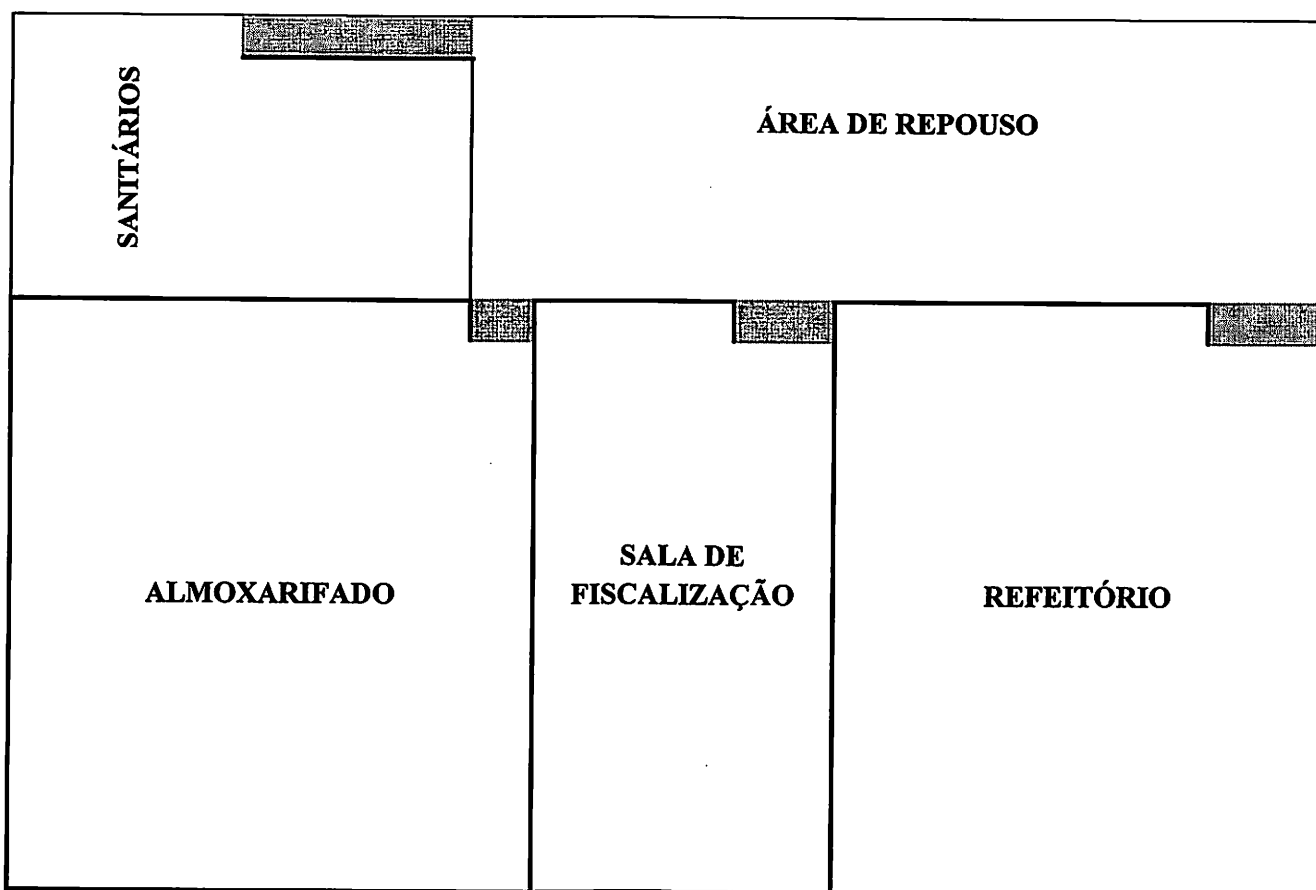 SANITÁRIOS
ÁREA DE REPOUSO
ALMOXARIFADO
SALA DE
FISCALIZAÇÃO
REFEITÓRIO